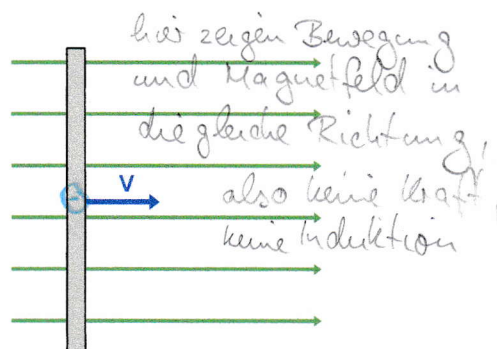 hier zeigen Bewegung
und Magnetfeld in
die gleiche Richtung,
v
also keine Kraft,
keine Induktion